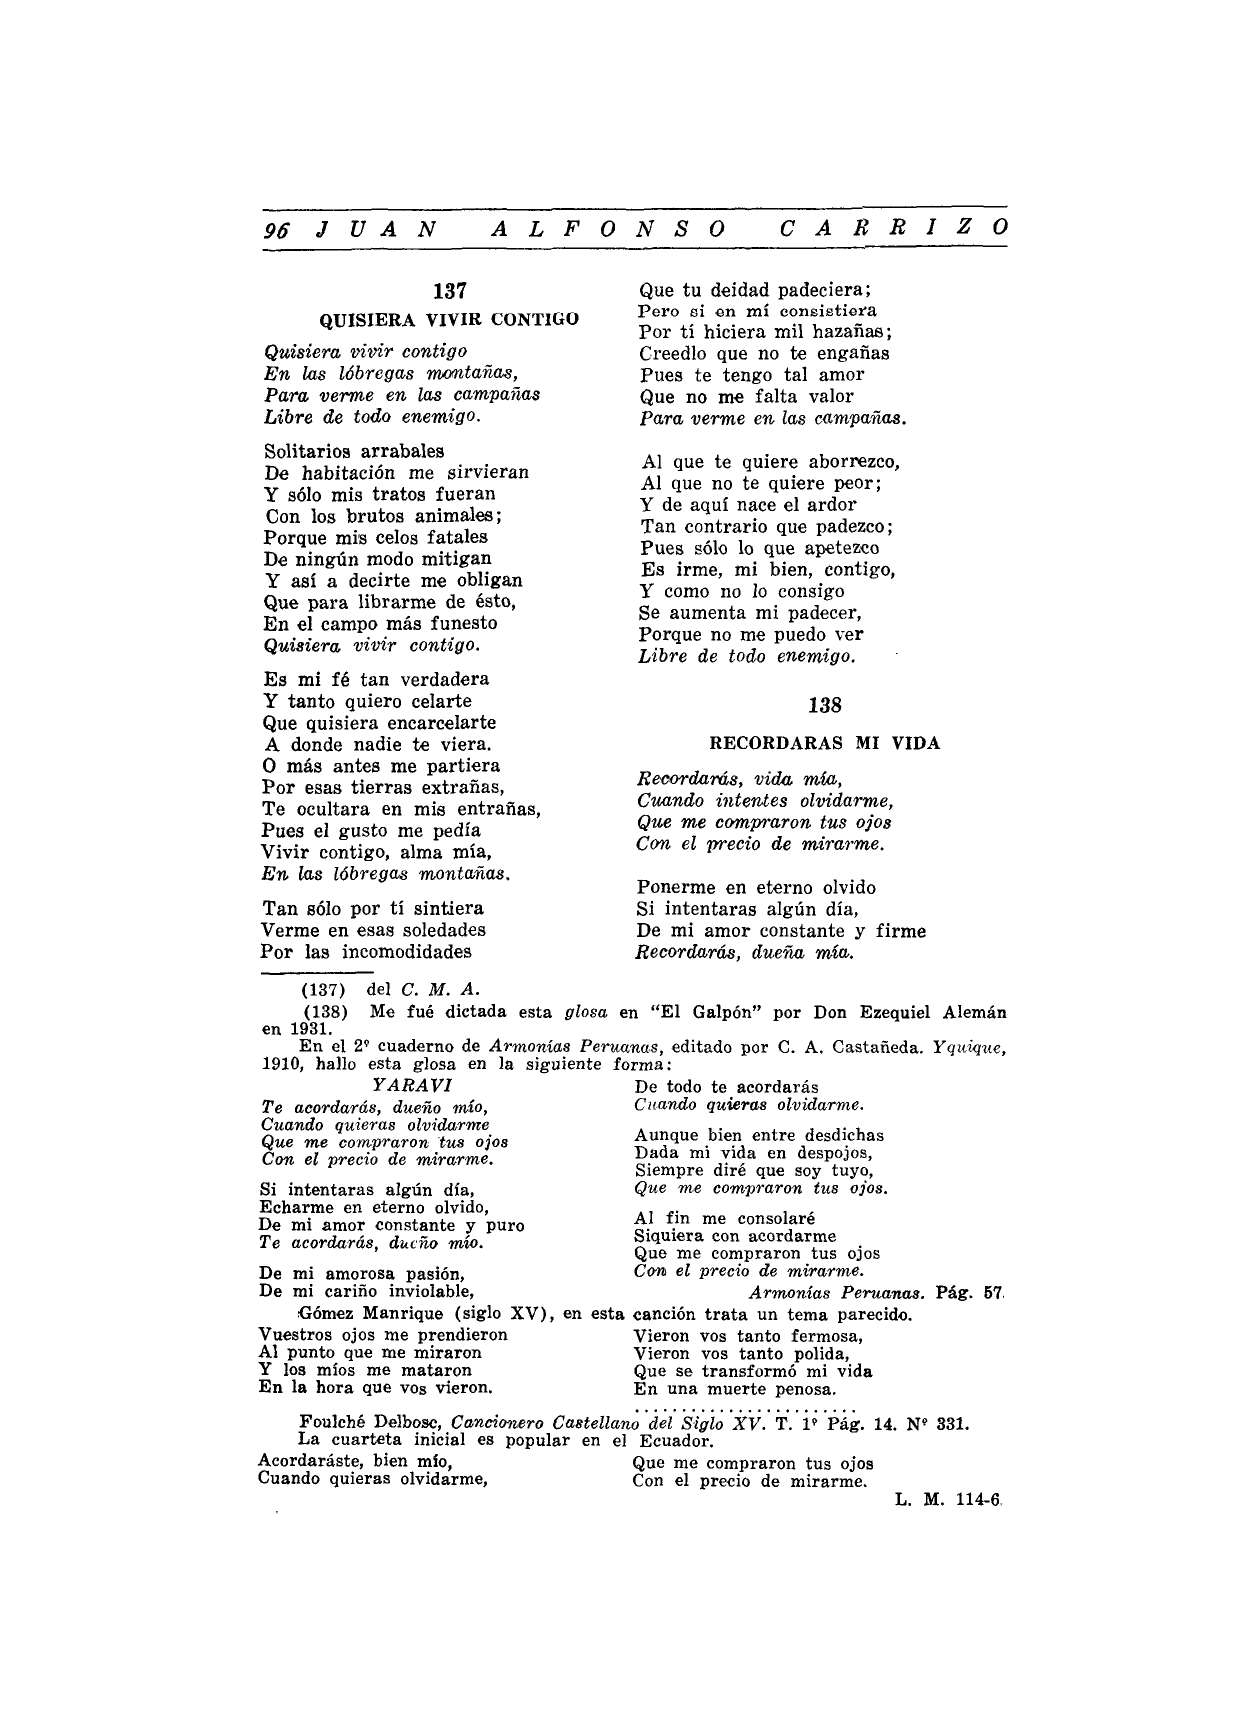 96 JUAN ALFONSO CARRIZO
137
QUISIERA VIVIR CONTIGO
Quisiera vivir contigo
En las lóbregas montañas,
Para verme en las campañas
Libre de todo enemigo.
Solitarios arrabales
De habitación me sirvieran
Y sólo mis tratos fueran
Con los brutos animales;
Porque mis celos fatales
De ningún modo mitigan
Y así a decirte me obligan
Que para librarme de ésto,
En el campo más funesto
Quisiera vivir contigo.
Es mi fé tan verdadera
Y tanto quiero celarte
Que quisiera encarcelarte
A donde nadie te viera.
O más antes me partiera
Por esas tierras extrañas,
Te ocultara en mis entrañas,
Pues el gusto me pedía
Vivir contigo, alma mía,
En las lóbregas montañas.
Tan sólo por tí sintiera
Verme en esas soledades
Por las incomodidades
Que tu deidad padeciera;
Pero si en mí consistiera
Por tí hiciera mil hazañas;
Creedlo que no te engañas
Pues te tengo tal amor
Que no me falta valor
Para verme en las campañas.
Al que te quiere aborrezco,
Al que no te quiere peor;
Y de aquí nace el ardor
Tan contrario que padezco;
Pues sólo lo que apetezco
Es irme, mi bien, contigo,
Y como no lo consigo
Se aumenta mi padecer,
Porque no me puedo ver
Libre de todo enemigo.
138
RECORDARAS MI VIDA
Recordarás, vida mía,
Cuando intentes olvidarme,
Que me compraron tus ojos
Con el precio de mirarme.
Ponerme en eterno olvido
Si intentaras algún día,
De mi amor constante y firme
Recordarás, dueña mía.
(137) del C. M. A.
(138) Me fué dictada esta glosa en "El Galpón" por Don Ezequiel Alemán
en 1931.
En el 2º cuaderno de Armonías Peruanas, editado por C. A. Castañeda. Yquique,
1910, hallo esta glosa en la siguiente forma:
YARAVI
Te acordarás, dueño mío,
Cuando quieras olvidarme
Que me compraron tus ojos
Con el precio de mirarme.
Si intentaras algún día,
Echarme en eterno olvido,
De mi amor constante y puro
Te acordarás, dueño mío.
De mi amorosa pasión,
De mi cariño inviolable,
De todo te acordarás
Cuando quieras olvidarme.
Aunque bien entre desdichas
Dada mi vida en despojos,
Siempre diré que soy tuyo,
Que me compraron tus ojos.
Al fin me consolaré
Siquiera con acordarme
Que me compraron tus ojos
Con el precio de mirarme.
Armonías Peruanas. Pág. 57.
Gómez Manrique (siglo XV), en esta canción trata un tema parecido.
Vuestros ojos me prendieron
Al punto que me miraron
Y los míos me mataron
En la hora que vos vieron.
Vieron vos tanto fermosa,
Vieron vos tanto polida,
Que se transformó mi vida
En una muerte penosa.
........................
Foulché Delbosc, Cancionero Castellano del Siglo XV. T. 1º Pág. 14. Nº 331.
La cuarteta inicial es popular en el Ecuador.
Acordaráste, bien mío,
Cuando quieras olvidarme,
Que me compraron tus ojos
Con el precio de mirarme.
L. M. 114-6.